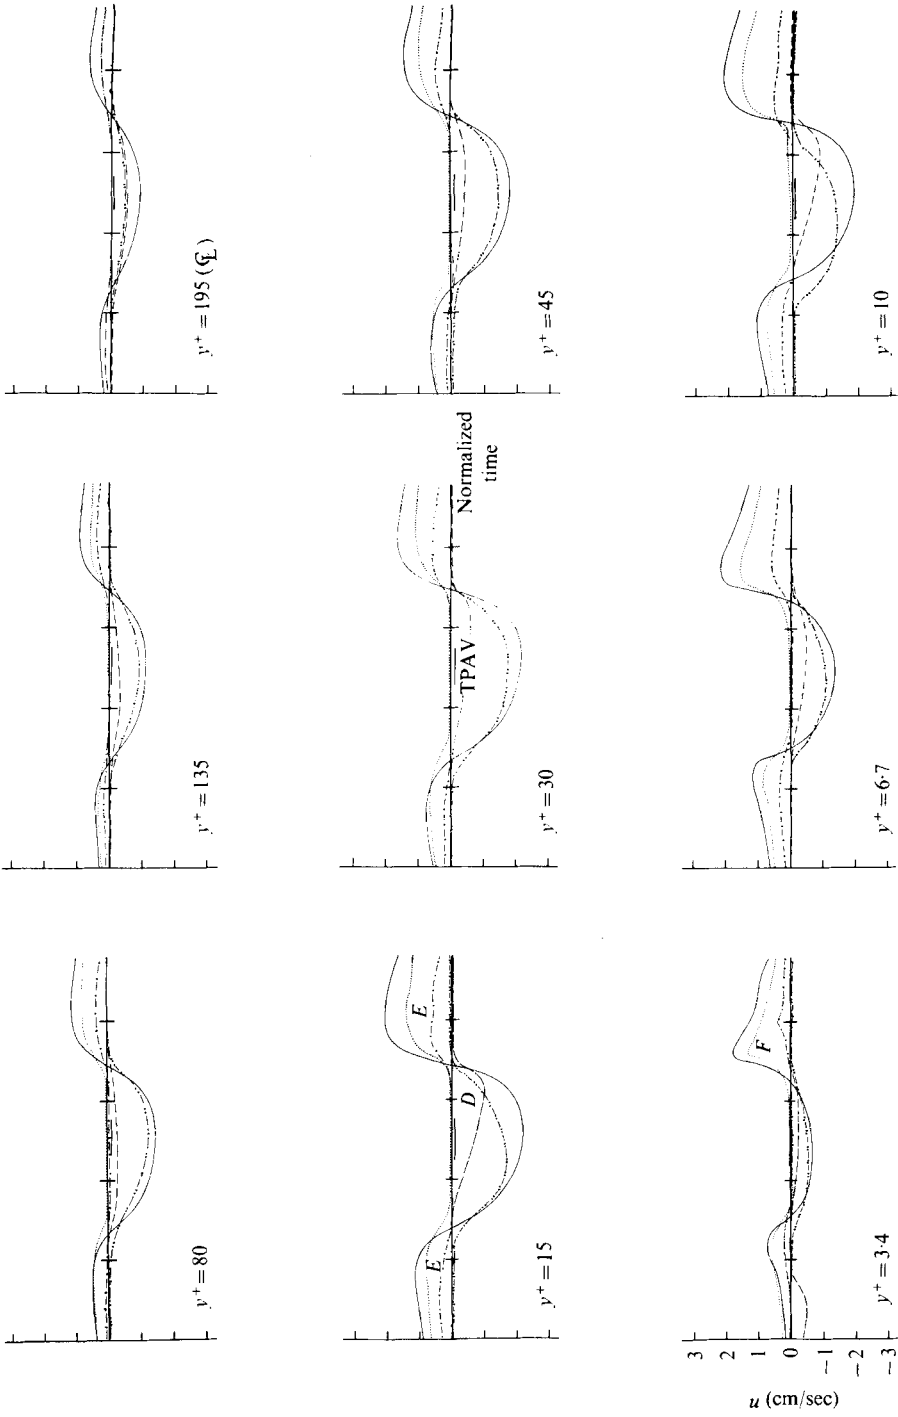 y⁺ = 80
y⁺ = 135
y⁺ = 195 (℄)
y⁺ = 15
E
D
E
y⁺ = 30
TPAV
Normalized
time
y⁺ = 45
u (cm/sec)
3
2
1
0
−1
−2
−3
y⁺ = 3·4
F
y⁺ = 6·7
y⁺ = 10